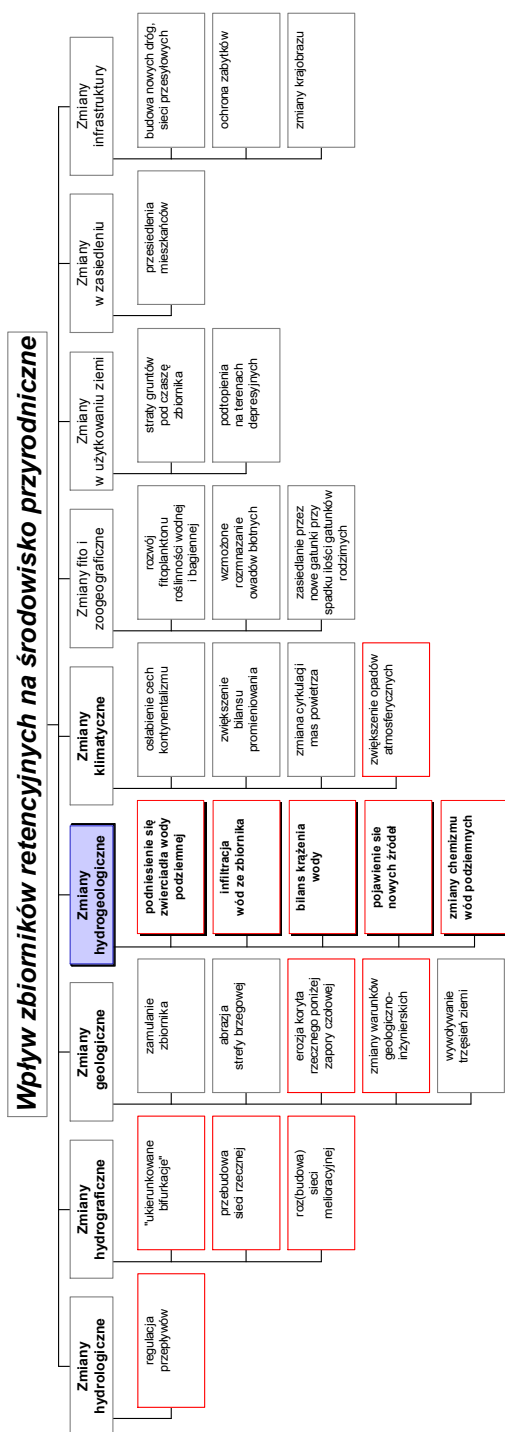 Wpływ zbiorników retencyjnych na środowisko przyrodniczne
Zmiany
hydrologiczne
regulacja
przepływów
Zmiany
hydrograficzne
"ukierunkowane
bifurkacje"
przebudowa
sieci rzecznej
roz(budowa)
sieci
melioracyjnej
Zmiany
geologiczne
zamulanie
zbiornika
abrazja
strefy brzegowej
erozja koryta
rzecznego poniżej
zapory czołowej
zmiany warunków
geologiczno-
inżynierskich
wywoływanie
trzęsień ziemi
Zmiany
hydrogeologiczne
podniesienie się
zwierciadła wody
podziemnej
infiltracja
wód ze zbiornika
bilans krążenia
wody
pojawienie sie
nowych źródeł
zmiany chemizmu
wód podziemnych
Zmiany
klimatyczne
osłabienie cech
kontynentalizmu
zwiększenie
bilansu
promieniowania
zmiana cyrkulacji
mas powietrza
zwiększenie opadów
atmosferycznych
Zmiany fito i
zoogeograficzne
rozwój
fitoplanktonu
roślinności wodnej
i bagiennej
wzmożone
rozmnazanie
owadów błotnych
zasiedlanie przez
nowe gatunki przy
spadku ilości gatunków
rodzimych
Zmiany
w użytkowaniu ziemi
straty gruntów
pod czaszę
zbiornika
podtopienia
na terenach
depresyjnych
Zmiany
w zasiedleniu
przesiedlenia
mieszkańców
Zmiany
infrastruktury
budowa nowych dróg,
sieci przesyłowych
ochrona zabytków
zmiany krajobrazu